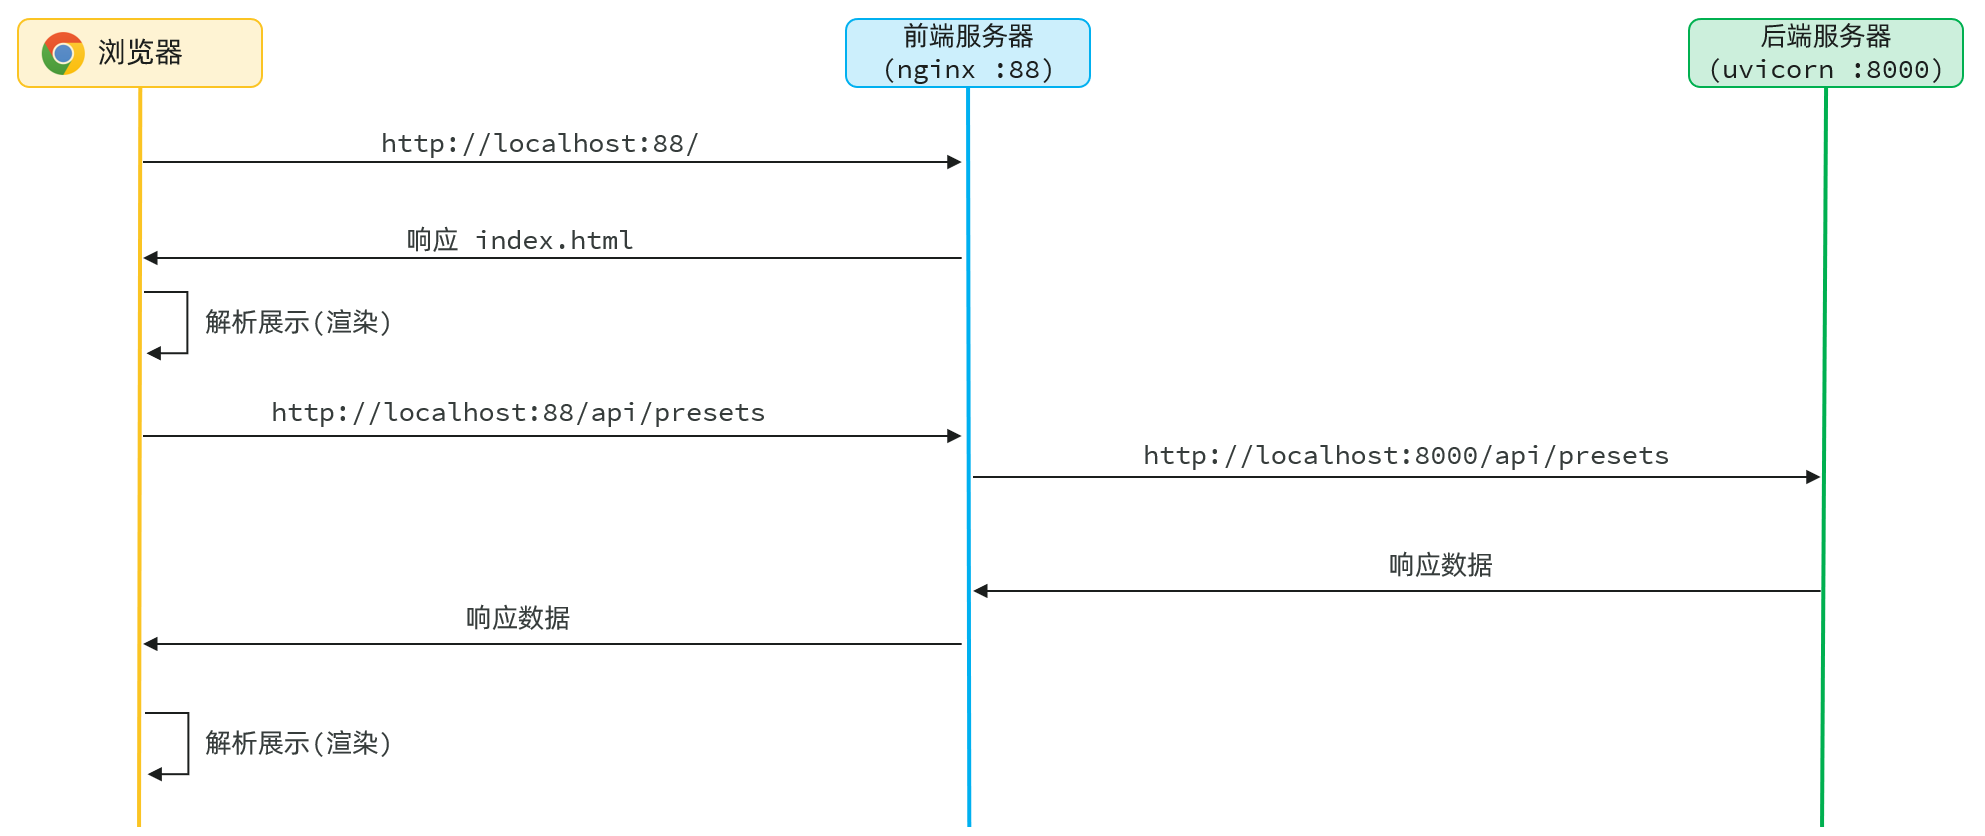 浏览器
前端服务器
(nginx :88)
后端服务器
(uvicorn :8000)
http://localhost:88/
响应 index.html
解析展示(渲染)
http://localhost:88/api/presets
http://localhost:8000/api/presets
响应数据
响应数据
解析展示(渲染)